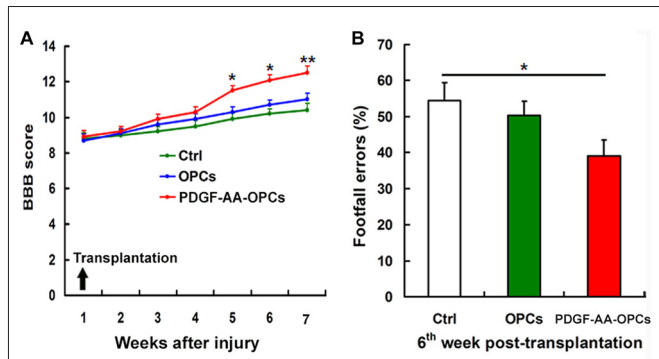 A
14
12
10
8
6
4
2
0
BBB score
*
*
**
Ctrl
OPCs
PDGF-AA-OPCs
Transplantation
1 2 3 4 5 6 7
Weeks after injury
B
70
60
50
40
30
20
10
0
Footfall errors (%)
*
Ctrl OPCs PDGF-AA-OPCs
6th week post-transplantation